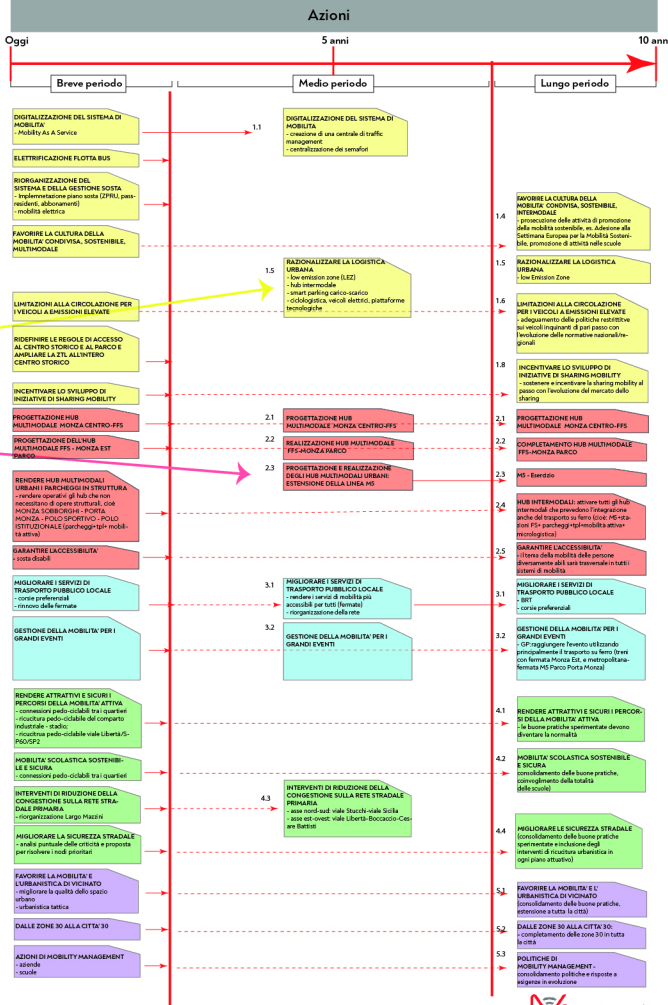 Azioni
Oggi
5 anni
10 ann
Breve periodo
Medio periodo
Lungo periodo
DIGITALIZZAZIONE DEL SISTEMA DI
MOBILITA'
- Mobility As A Service
ELETTRIFICAZIONE FLOTTA BUS
RIORGANIZZAZIONE DEL
SISTEMA E DELLA GESTIONE SOSTA
- Implemnetazione piano sosta (ZPRU, pass-
residenti, abbonamenti)
- mobilità elettrica
FAVORIRE LA CULTURA DELLA
MOBILITA' CONDIVISA, SOSTENIBILE,
MULTIMODALE
LIMITAZIONI ALLA CIRCOLAZIONE PER
I VEICOLI A EMISSIONI ELEVATE
RIDEFINIRE LE REGOLE DI ACCESSO
AL CENTRO STORICO E AL PARCO E
AMPLIARE LA ZTL ALL'INTERO
CENTRO STORICO
INCENTIVARE LO SVILUPPO DI
INIZIATIVE DI SHARING MOBILITY
PROGETTAZIONE HUB
MULTIMODALE MONZA CENTRO-FFS
PROGETTAZIONE DELL'HUB
MULTIMODALE FFS - MONZA EST
PARCO
RENDERE HUB MULTIMODALI
URBANI I PARCHEGGI IN STRUTTURA
- rendere operativi gli hub che non
necessitano di opere strutturali, cioè
MONZA SOBBORGHI - PORTA
MONZA - POLO SPORTIVO - POLO
ISTITUZIONALE (parcheggi+tpl+ mobili-
tà attiva)
GARANTIRE L'ACCESSIBILITA'
- sosta disabili
MIGLIORARE I SERVIZI DI
TRASPORTO PUBBLICO LOCALE
- corsie preferenziali
- rinnovo delle fermate
GESTIONE DELLA MOBILITA' PER I
GRANDI EVENTI
RENDERE ATTRATTIVI E SICURI I
PERCORSI DELLA MOBILITA' ATTIVA
- connessioni pedo-ciclabili tra i quartieri
- ricucitura pedo-ciclabile del comparto
industriale - stadio;
- ricucitrua pedo-ciclabile viale Libertà/S-
P60/SP2
MOBILITA' SCOLASTICA SOSTENIBI-
LE E SICURA
- connessioni pedo-ciclabili tra i quartieri
INTERVENTI DI RIDUZIONE DELLA
CONGESTIONE SULLA RETE STRA-
DALE PRIMARIA
- riorganizzazione Largo Mazzini
MIGLIORARE LA SICUREZZA STRADALE
- analisi puntuale delle criticità e proposta
per risolvere i nodi prioritari
FAVORIRE LA MOBILITA' E
L'URBANISTICA DI VICINATO
- migliorare la qualità dello spazio
urbano
- urbanistica tattica
DALLE ZONE 30 ALLA CITTA' 30
AZIONI DI MOBILITY MANAGEMENT
- aziende
- scuole
1.1
DIGITALIZZAZIONE DEL SISTEMA DI
MOBILITA
- creazione di una centrale di traffic
management
- centralizzazione dei semafori
1.5
RAZIONALIZZARE LA LOGISTICA
URBANA
- low emission zone (LEZ)
- hub intermodale
- smart parking carico-scarico
- ciclologistica, veicoli elettrici, piattaforme
tecnologiche
2.1
PROGETTAZIONE HUB
MULTIMODALE MONZA CENTRO-FFS
2.2
REALIZZAZIONE HUB MULTIMODALE
FFS-MONZA PARCO
2.3
PROGETTAZIONE E REALIZZAZIONE
DEGLI HUB MULTIMODALI URBANI:
ESTENSIONE DELLA LINEA M5
3.1
MIGLIORARE I SERVIZI DI
TRASPORTO PUBBLICO LOCALE
- rendere i servizi di mobilità più
accessibili per tutti (fermate)
- riorganizzazione della rete
3.2
GESTIONE DELLA MOBILITA' PER I
GRANDI EVENTI
4.3
INTERVENTI DI RIDUZIONE DELLA
CONGESTIONE SULLA RETE STRADALE
PRIMARIA
- asse nord-sud: viale Stucchi-viale Sicilia
- asse est-ovest: viale Libertà-Boccaccio-Ces-
are Battisti
1.4
FAVORIRE LA CULTURA DELLA
MOBILITA' CONDIVISA, SOSTENIBILE,
INTERMODALE
- prosecuzione delle attività di promozione
della mobilità sostenibile, es. Adesione alla
Settimana Europea per la Mobilità Sosteni-
bile, promozione di attività nelle scuole
1.5
RAZIONALIZZARE LA LOGISTICA
URBANA
- Low Emission Zone
1.6
LIMITAZIONI ALLA CIRCOLAZIONE
PER I VEICOLI A EMISSIONI ELEVATE
- adeguamento delle politiche restrittitve
sui veicoli inquinanti di pari passo con
l'evoluzione delle normative nazionali/re-
gionali
1.8
INCENTIVARE LO SVILUPPO DI
INIZIATIVE DI SHARING MOBILITY
- sostenere e incentivare la sharing mobility al
passo con l'evoluzione del mercato dello
sharing
2.1
PROGETTAZIONE HUB
MULTIMODALE MONZA CENTRO-FFS
2.2
COMPLETAMENTO HUB MULTIMODALE
FFS-MONZA PARCO
2.3
M5 - Esercizio
2.4
HUB INTERMODALI: attivare tutti gli hub
intermodali che prevedono l'integrazione
anche del trasporto su ferro (cioè: M5+sta-
zioni FS+ parcheggi+tpl+mobilità attiva+
micrologistica)
2.5
GARANTIRE L'ACCESSIBILITA'
- il tema della mobilità delle persone
diversamente abili sarà trasversale in tutti i
sistemi di mobilità
3.1
MIGLIORARE I SERVIZI DI
TRASPORTO PUBBLICO LOCALE
- BRT
- corsie preferenziali
3.2
GESTIONE DELLA MOBILITA' PER I
GRANDI EVENTI
- GP:raggiungere l'evento utilizzando
principalmente il trasporto su ferro (treni
con fermata Monza Est, e metropolitana-
fermata M5 Parco Porta Monza)
4.1
RENDERE ATTRATTIVI E SICURI I PERCOR-
SI DELLA MOBILITA' ATTIVA
- le buone pratiche sperimentate devono
diventare la normalità
4.2
MOBILITA' SCOLASTICA SOSTENIBILE
E SICURA
consolidamento delle buone pratiche,
coinvoglimento della totalità
delle scuole)
4.4
MIGLIORARE LE SICUREZZA STRADALE
(consolidamento delle buone pratiche
sperimentate e inclusione degli
interventi di ricucitura urbanistica in
ogni piano attuativo)
5.1
FAVORIRE LA MOBILITA' E L'
URBANISTICA DI VICINATO
(consolidamento delle buone pratiche,
estensione a tutta la città)
5.2
DALLE ZONE 30 ALLA CITTA' 30:
- completamento delle zone 30 in tutta
la città
5.3
POLITICHE DI
MOBILITY MANAGEMENT -
consolidamento politiche e risposte a
esigenze in evoluzione